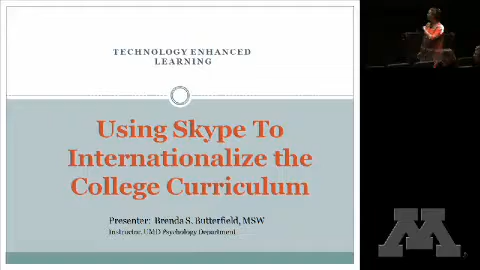 TECHNOLOGY ENHANCED
LEARNING
Using Skype To
Internationalize the
College Curriculum
Presenter: Brenda S. Butterfield, MSW
Instructor, UMD Psychology Department
M